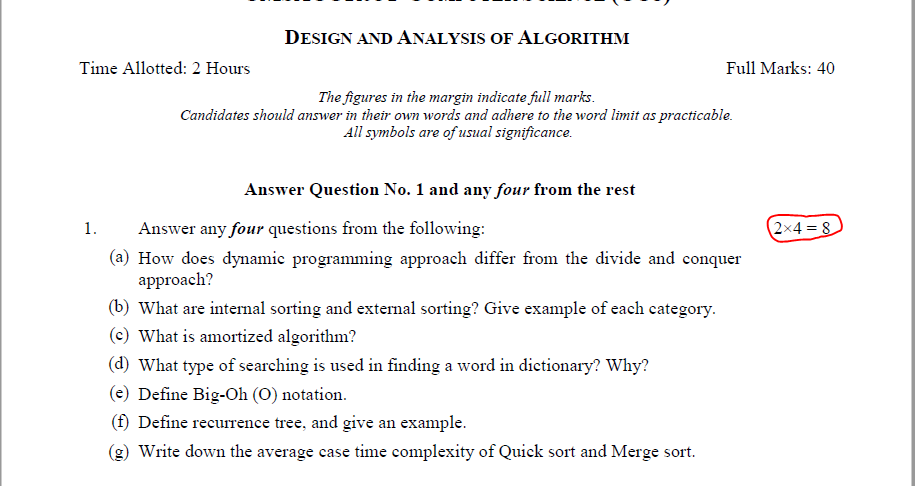 DESIGN AND ANALYSIS OF ALGORITHM
Time Allotted: 2 Hours Full Marks: 40
The figures in the margin indicate full marks.
Candidates should answer in their own words and adhere to the word limit as practicable.
All symbols are of usual significance.
Answer Question No. 1 and any four from the rest
1. Answer any four questions from the following: 2×4 = 8
(a) How does dynamic programming approach differ from the divide and conquer
approach?
(b) What are internal sorting and external sorting? Give example of each category.
(c) What is amortized algorithm?
(d) What type of searching is used in finding a word in dictionary? Why?
(e) Define Big-Oh (O) notation.
(f) Define recurrence tree, and give an example.
(g) Write down the average case time complexity of Quick sort and Merge sort.